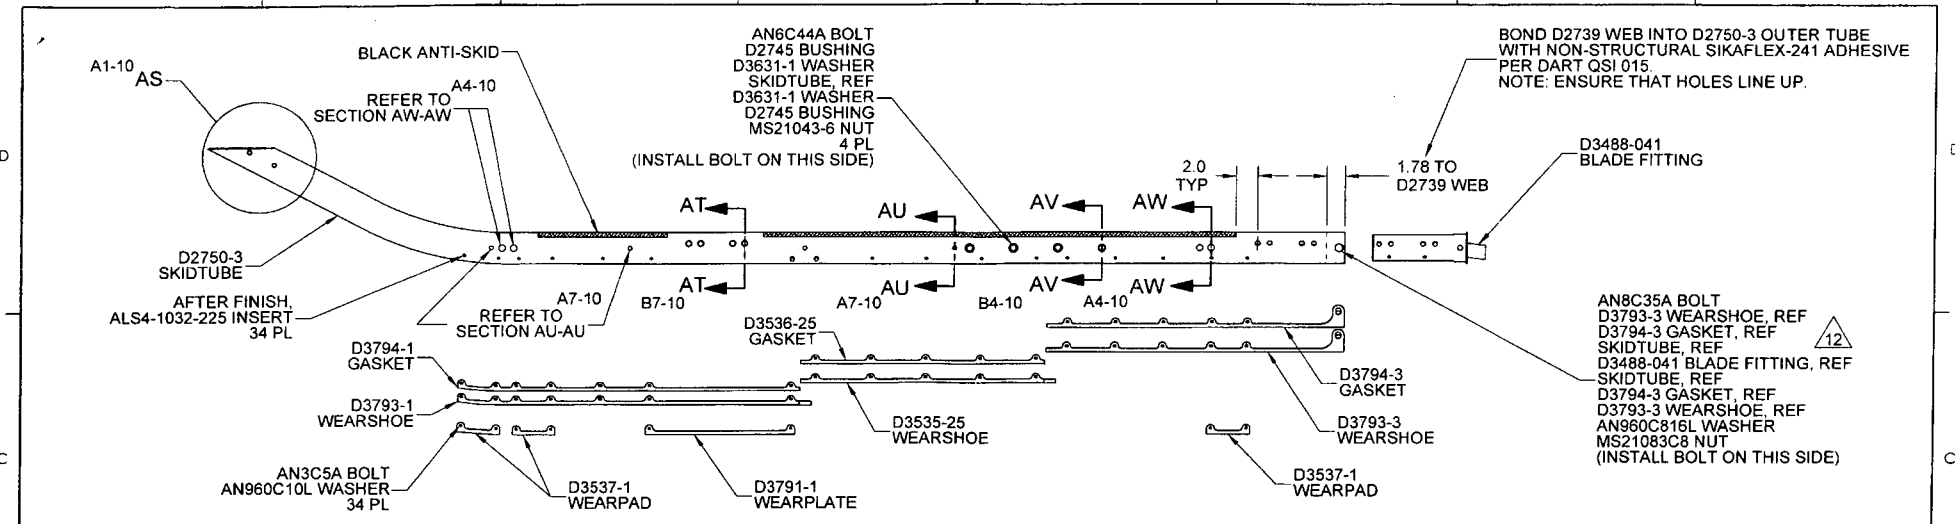 A1-10
AS
BLACK ANTI-SKID
A4-10
REFER TO
SECTION AW-AW
AN6C44A BOLT
D2745 BUSHING
D3631-1 WASHER
SKIDTUBE, REF
D3631-1 WASHER
D2745 BUSHING
MS21043-6 NUT
4 PL
(INSTALL BOLT ON THIS SIDE)
BOND D2739 WEB INTO D2750-3 OUTER TUBE
WITH NON-STRUCTURAL SIKAFLEX-241 ADHESIVE
PER DART QSI 015.
NOTE: ENSURE THAT HOLES LINE UP.
D
2.0
TYP
1.78 TO
D2739 WEB
D3488-041
BLADE FITTING
AT
AU
AV
AW
D2750-3
SKIDTUBE
AFTER FINISH,
ALS4-1032-225 INSERT
34 PL
A7-10
REFER TO
SECTION AU-AU
B7-10
AT
A7-10
AU
B4-10
AV
A4-10
AW
D3794-1
GASKET
D3536-25
GASKET
D3794-3
GASKET
D3793-1
WEARSHOE
D3535-25
WEARSHOE
D3793-3
WEARSHOE
AN8C35A BOLT
D3793-3 WEARSHOE, REF
D3794-3 GASKET, REF
SKIDTUBE, REF
12
D3488-041 BLADE FITTING, REF
SKIDTUBE, REF
D3794-3 GASKET, REF
D3793-3 WEARSHOE, REF
AN960C816L WASHER
MS21083C8 NUT
(INSTALL BOLT ON THIS SIDE)
C
C
AN3C5A BOLT
AN960C10L WASHER
34 PL
D3537-1
WEARPAD
D3791-1
WEARPLATE
D3537-1
WEARPAD